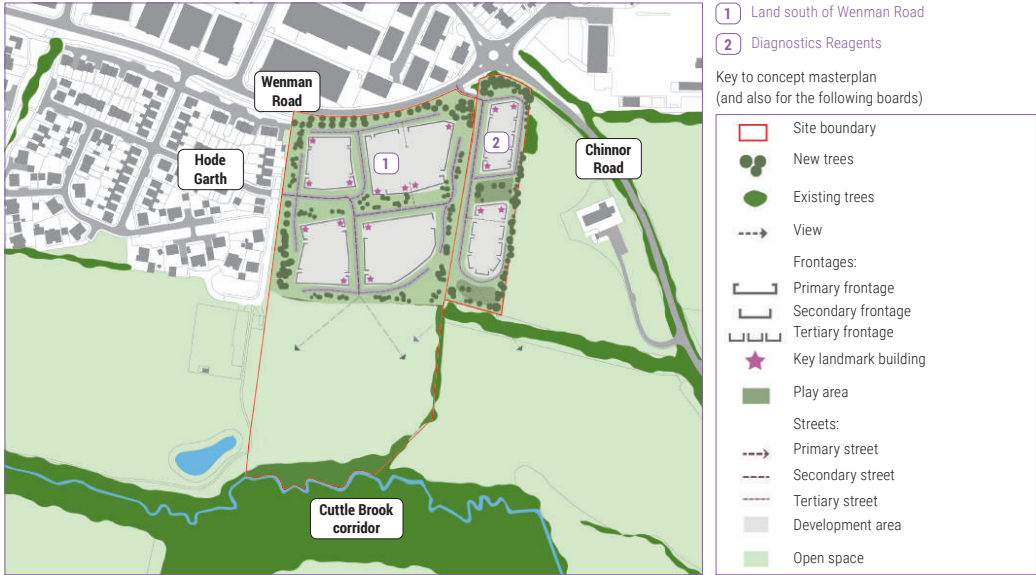 Wenman
Road
Hode
Garth
1
2
Chinnor
Road
Cuttle Brook
corridor
1 Land south of Wenman Road
2 Diagnostics Reagents
Key to concept masterplan
(and also for the following boards)
Site boundary
New trees
Existing trees
View
Frontages:
Primary frontage
Secondary frontage
Tertiary frontage
Key landmark building
Play area
Streets:
Primary street
Secondary street
Tertiary street
Development area
Open space